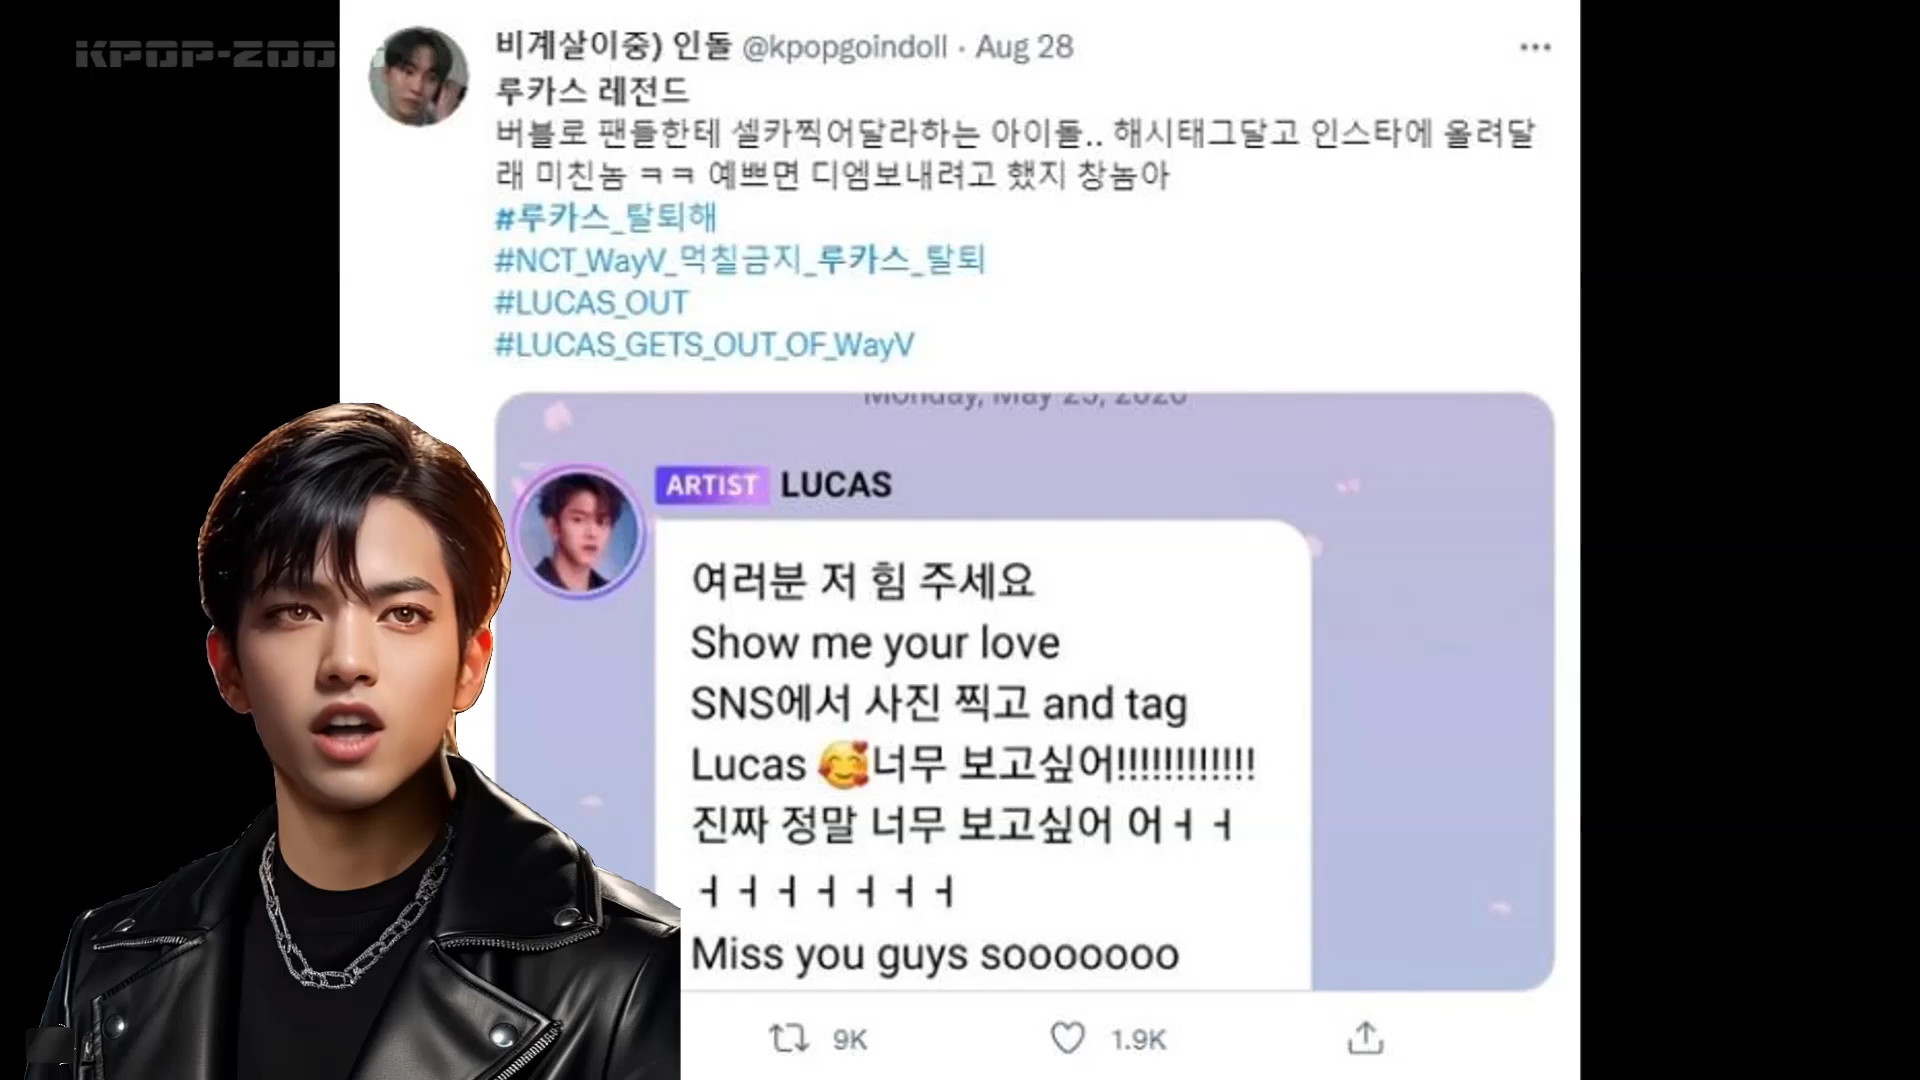 KPOP-ZOO
비계살이중) 인돌 @kpopgoindoll · Aug 28
루카스 레전드
버블로 팬들한테 셀카찍어달라하는 아이돌.. 해시태그달고 인스타에 올려달
래 미친놈 ㅋㅋ 예쁘면 디엠보내려고 했지 창놈아
#루카스_탈퇴해
#NCT_WayV_먹칠금지_루카스_탈퇴
#LUCAS_OUT
#LUCAS_GETS_OUT_OF_WayV
Monday, May 25, 2020
ARTIST LUCAS
여러분 저 힘 주세요
Show me your love
SNS에서 사진 찍고 and tag
Lucas 🥰너무 보고싶어!!!!!!!!!!!!
진짜 정말 너무 보고싶어 어ㅓㅓ
ㅓㅓㅓㅓㅓㅓㅓ
Miss you guys sooooooo
9K 1.9K